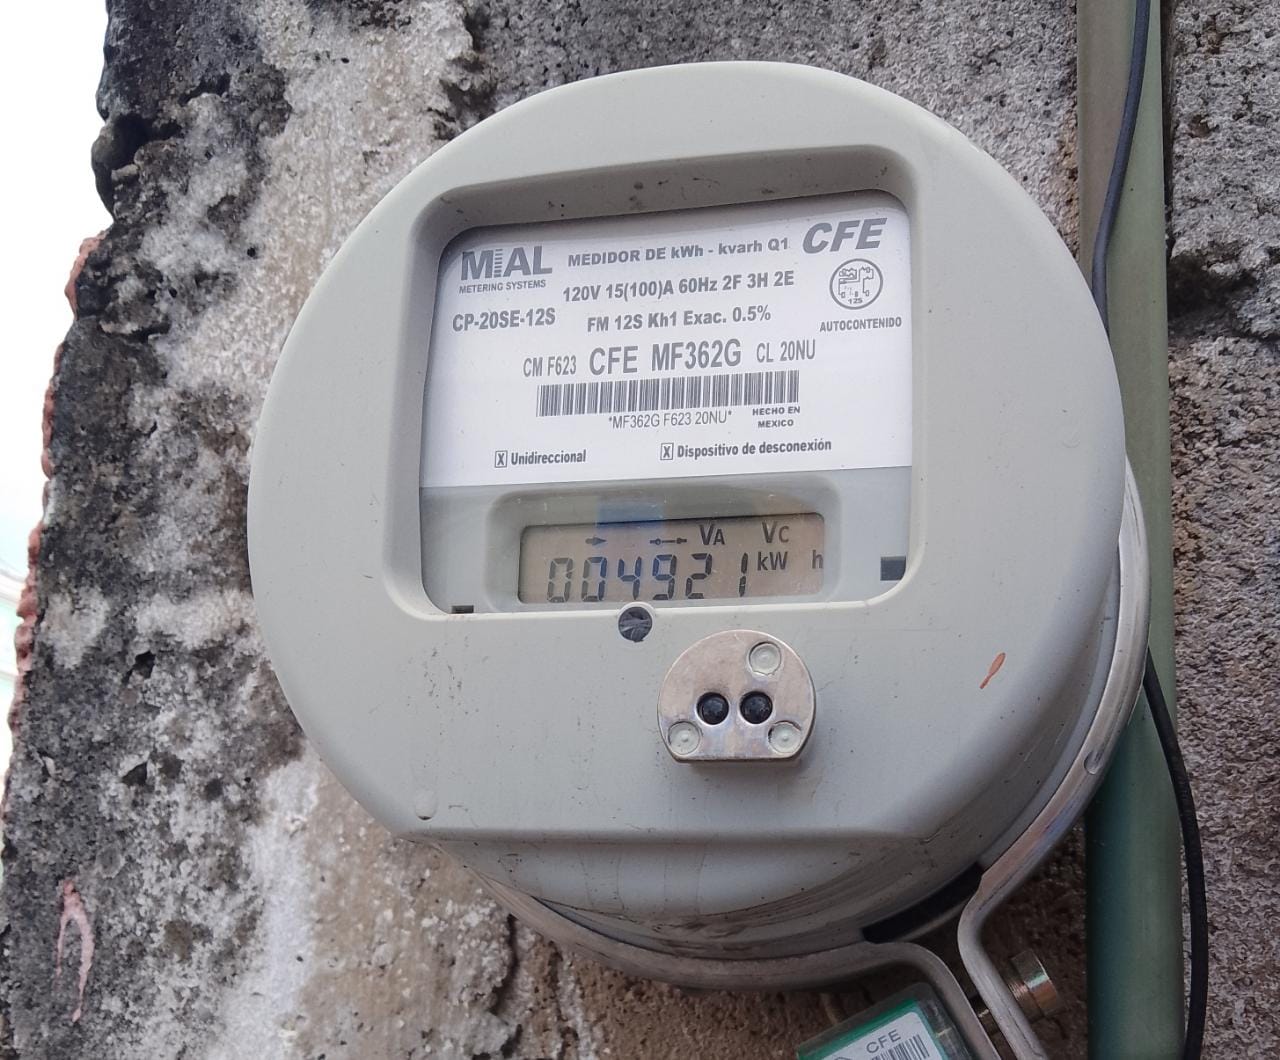 MIAL
METERING SYSTEMS
MEDIDOR DE kWh - kvarh Q1
CFE
120V 15(100)A 60Hz 2F 3H 2E
12S
CP-20SE-12S
FM 12S Kh1 Exac. 0.5%
AUTOCONTENIDO
CM F623 CFE MF362G CL 20NU
*MF362G F623 20NU*
HECHO EN
MEXICO
X Unidireccional
X Dispositivo de desconexión
VA VC
004921 kW h
CFE